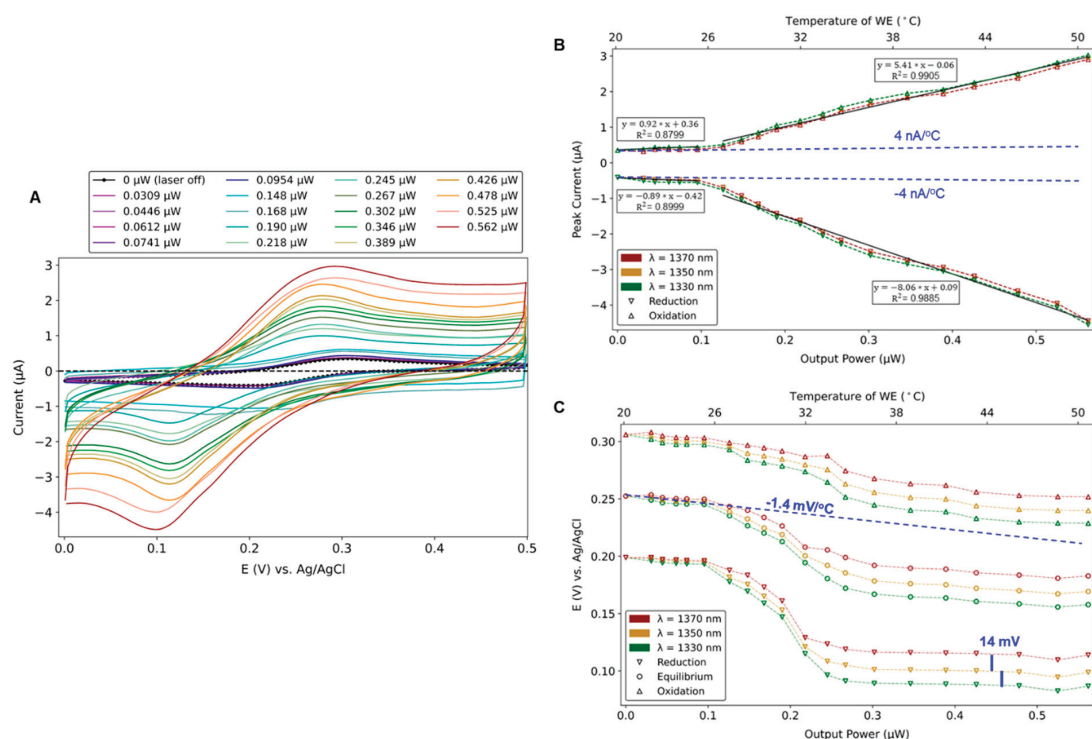 A
0 μW (laser off)
0.0309 μW
0.0446 μW
0.0612 μW
0.0741 μW
0.0954 μW
0.148 μW
0.168 μW
0.190 μW
0.218 μW
0.245 μW
0.267 μW
0.302 μW
0.346 μW
0.389 μW
0.426 μW
0.478 μW
0.525 μW
0.562 μW
Current (μA)
3
2
1
0
−1
−2
−3
−4
0.0 0.1 0.2 0.3 0.4 0.5
E (V) vs. Ag/AgCl
B
Temperature of WE (°C)
20 26 32 38 44 50
Peak Current (μA)
3
2
1
0
−1
−2
−3
−4
y = 5.41 * x − 0.06
R² = 0.9905
y = 0.92 * x + 0.36
R² = 0.8799
4 nA/°C
-4 nA/°C
y = −0.89 * x − 0.42
R² = 0.8999
y = −8.06 * x + 0.09
R² = 0.9885
λ = 1370 nm
λ = 1350 nm
λ = 1330 nm
Reduction
Oxidation
0.0 0.1 0.2 0.3 0.4 0.5
Output Power (μW)
C
Temperature of WE (°C)
20 26 32 38 44 50
E (V) vs. Ag/AgCl
0.30
0.25
0.20
0.15
0.10
-1.4 mV/°C
14 mV
λ = 1370 nm
λ = 1350 nm
λ = 1330 nm
Reduction
Equilibrium
Oxidation
0.0 0.1 0.2 0.3 0.4 0.5
Output Power (μW)